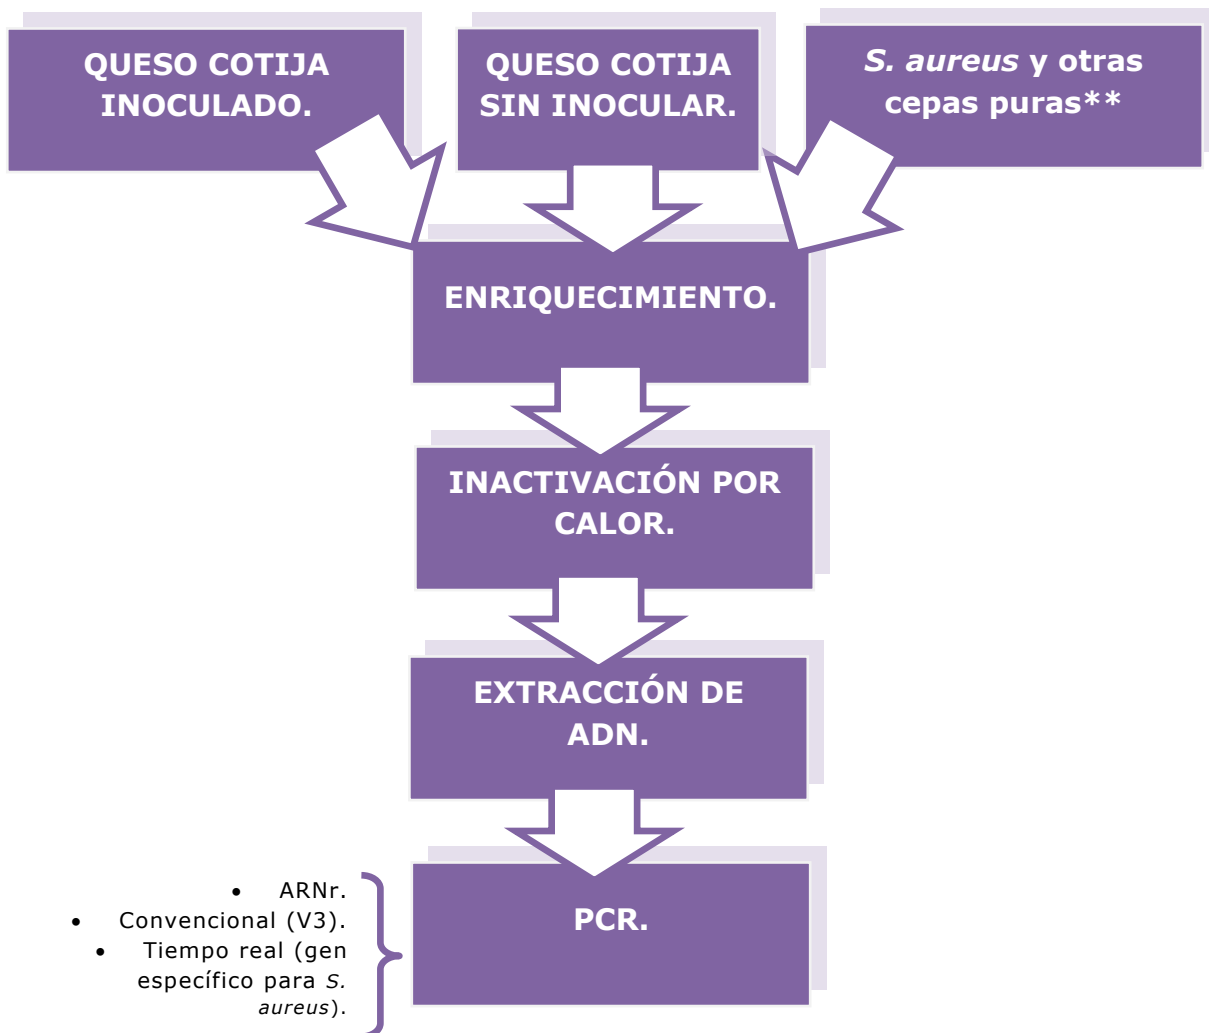 QUESO COTIJA
INOCULADO.
QUESO COTIJA
SIN INOCULAR.
S. aureus y otras
cepas puras**
ENRIQUECIMIENTO.
INACTIVACIÓN POR
CALOR.
EXTRACCIÓN DE
ADN.
PCR.
• ARNr.
• Convencional (V3).
• Tiempo real (gen
específico para S.
aureus).